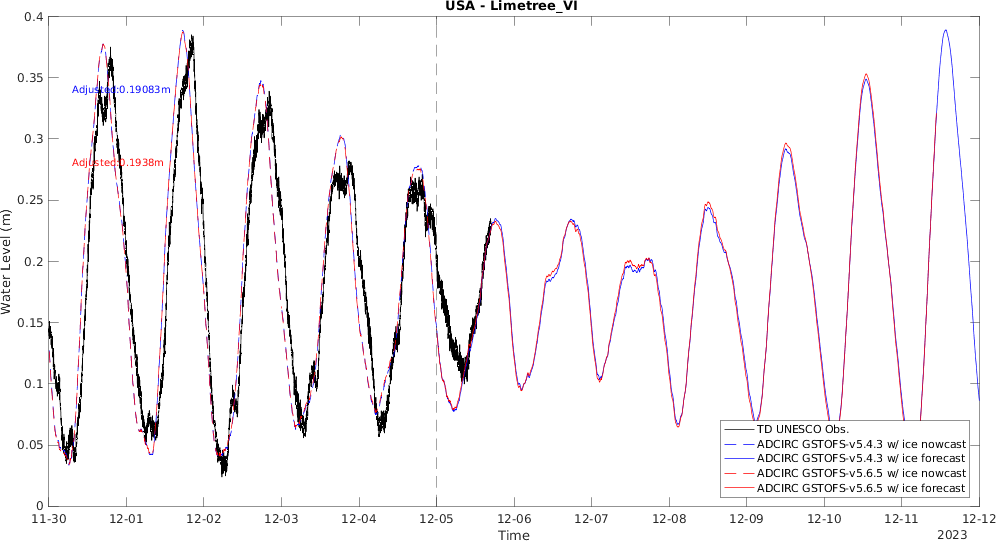 USA - Limetree_VI
0.4
0.35
0.3
0.25
0.2
0.15
0.1
0.05
0
Water Level (m)
Adjusted:0.19083m
Adjusted:0.1938m
TD UNESCO Obs.
ADCIRC GSTOFS-v5.4.3 w/ ice nowcast
ADCIRC GSTOFS-v5.4.3 w/ ice forecast
ADCIRC GSTOFS-v5.6.5 w/ ice nowcast
ADCIRC GSTOFS-v5.6.5 w/ ice forecast
11-30 12-01 12-02 12-03 12-04 12-05 12-06 12-07 12-08 12-09 12-10 12-11 12-12
Time
2023